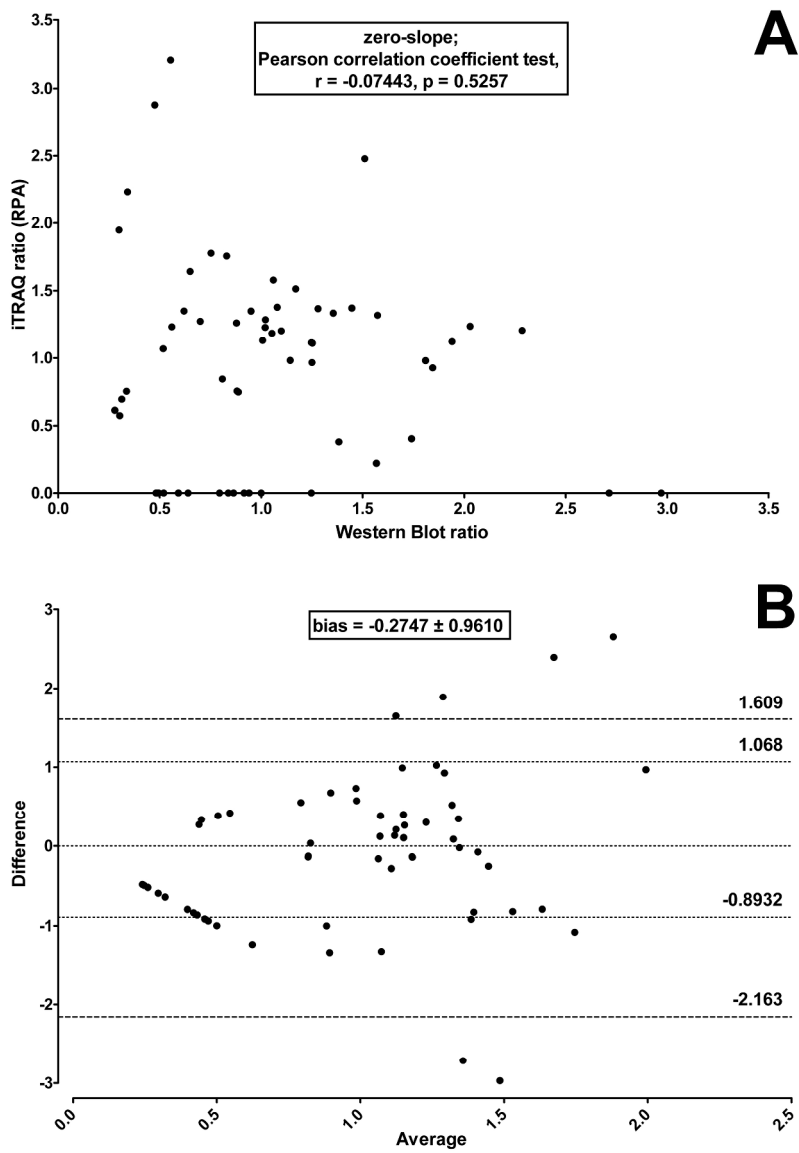 A
zero-slope;
Pearson correlation coefficient test,
r = -0.07443, p = 0.5257
3.5
3.0
2.5
2.0
1.5
1.0
0.5
0.0
iTRAQ ratio (RPA)
0.0 0.5 1.0 1.5 2.0 2.5 3.0 3.5
Western Blot ratio
B
bias = -0.2747 ± 0.9610
3
2
1
0
-1
-2
-3
Difference
1.609
1.068
-0.8932
-2.163
0.0 0.5 1.0 1.5 2.0 2.5
Average